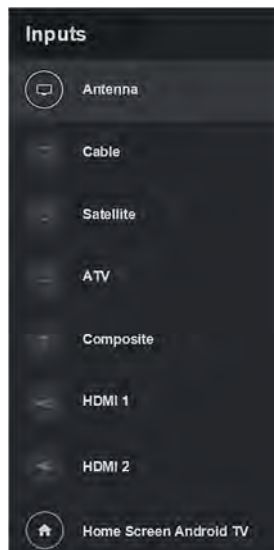 Inputs
Antenna
Cable
Satellite
ATV
Composite
HDMI 1
HDMI 2
Home Screen Android TV